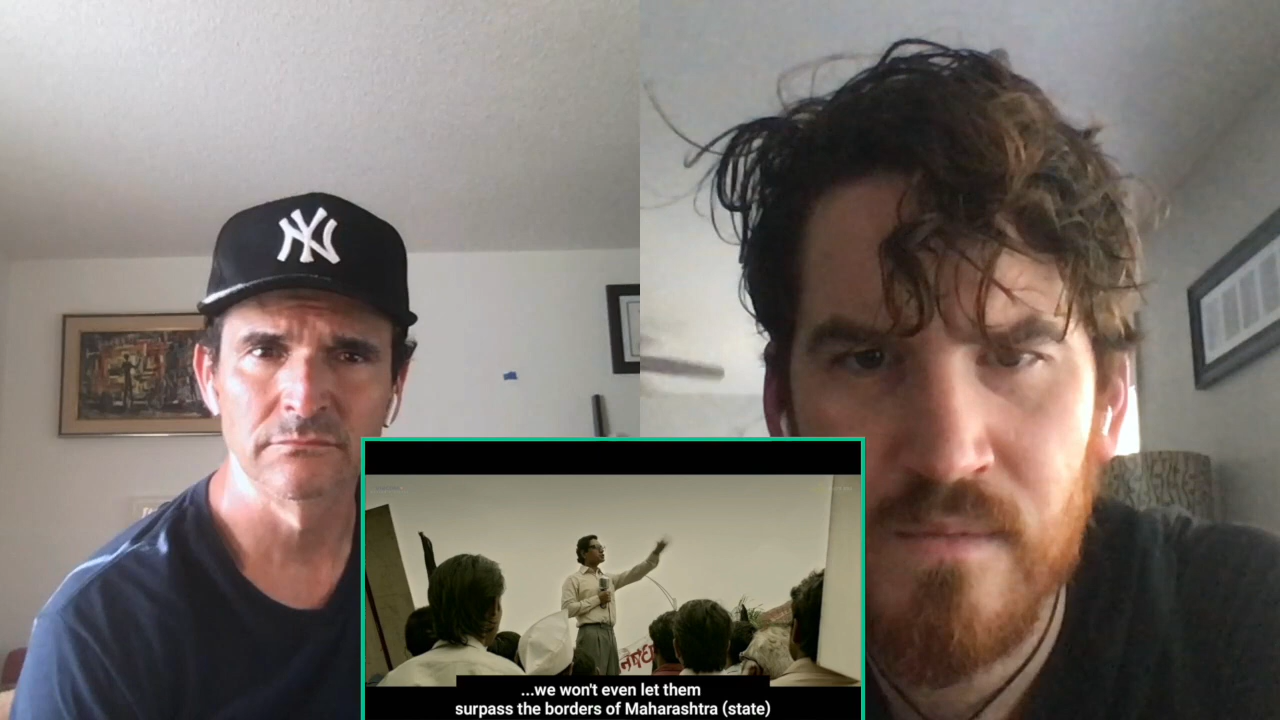 NY
...we won't even let them
surpass the borders of Maharashtra (state)